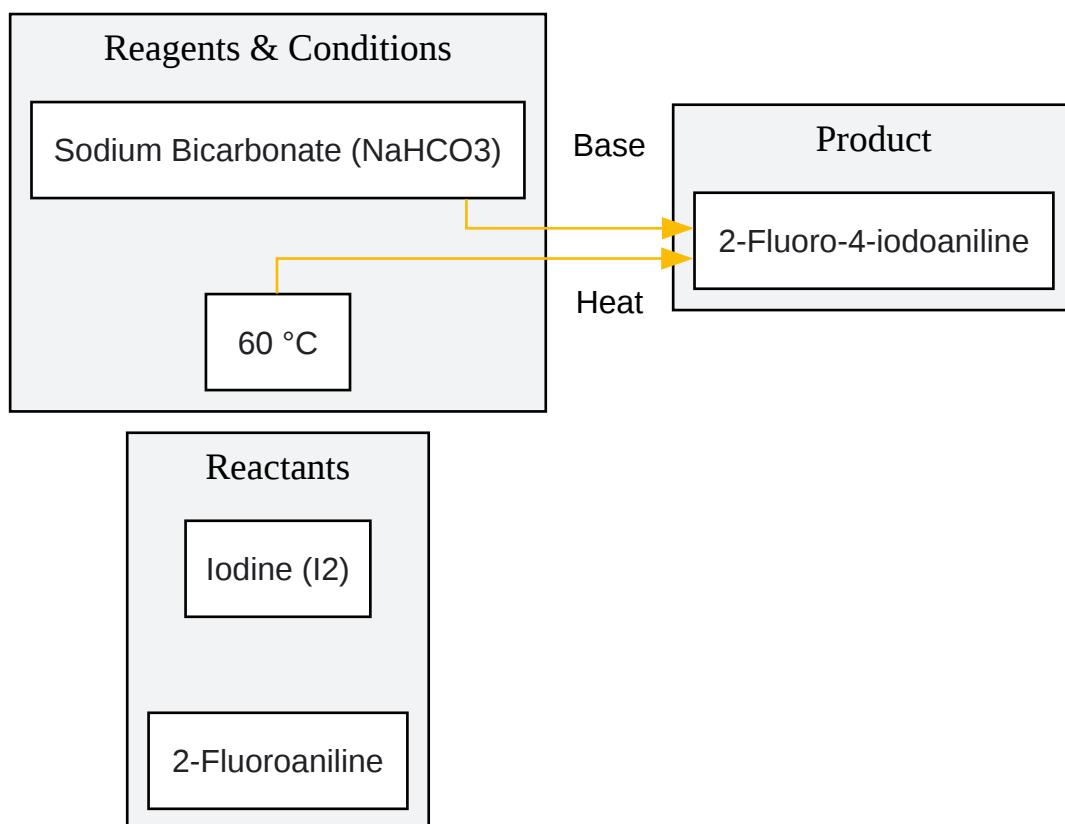 Reagents & Conditions
Sodium Bicarbonate (NaHCO3)
60 °C
Base
Heat
Product
2-Fluoro-4-iodoaniline
Reactants
Iodine (I2)
2-Fluoroaniline